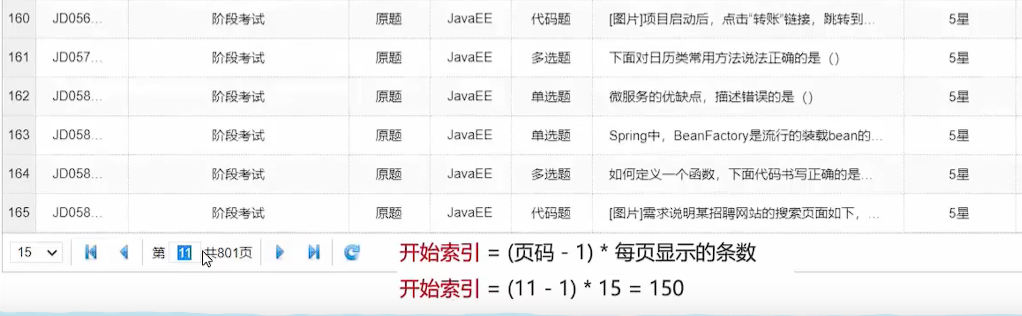 160 JD056... 阶段考试 原题 JavaEE 代码题 [图片]项目启动后，点击“转账”链接，跳转到... 5星
161 JD057... 阶段考试 原题 JavaEE 多选题 下面对日历类常用方法说法正确的是（） 5星
162 JD058... 阶段考试 原题 JavaEE 单选题 微服务的优缺点，描述错误的是（） 5星
163 JD058... 阶段考试 原题 JavaEE 单选题 Spring中，BeanFactory是流行的装载bean的... 5星
164 JD058... 阶段考试 原题 JavaEE 多选题 如何定义一个函数，下面代码书写正确的是... 5星
165 JD058... 阶段考试 原题 JavaEE 代码题 [图片]需求说明某招聘网站的搜索页面如下，... 5星
15 第 11 共801页 开始索引 = (页码 - 1) * 每页显示的条数
开始索引 = (11 - 1) * 15 = 150